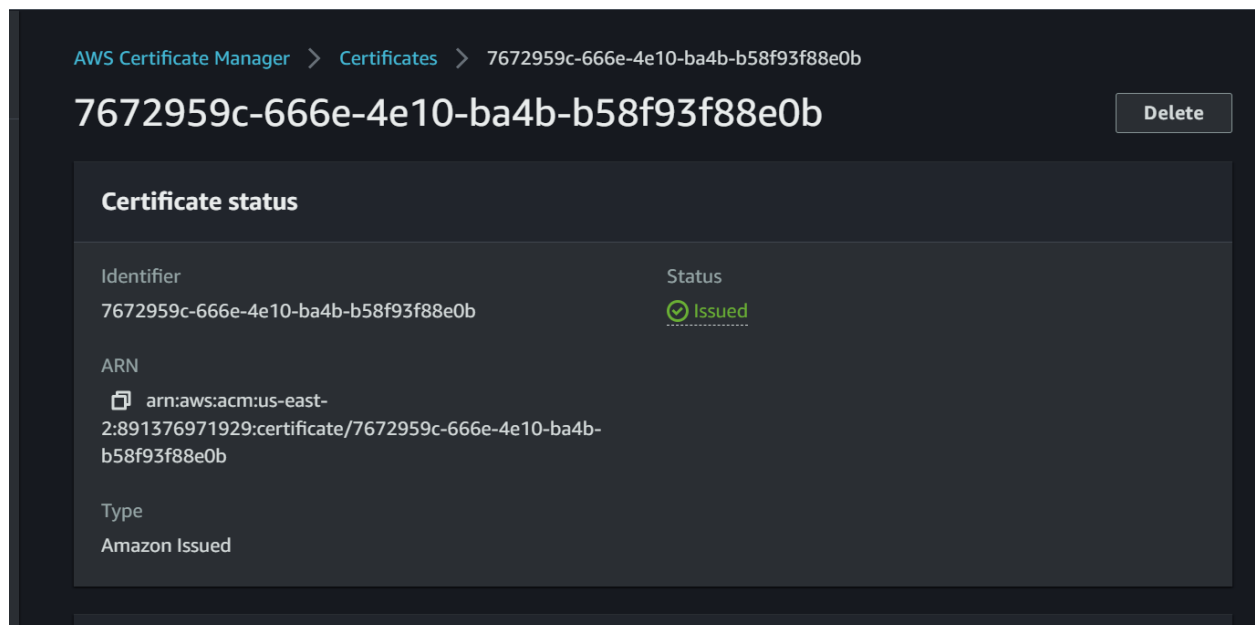 AWS Certificate Manager > Certificates > 7672959c-666e-4e10-ba4b-b58f93f88e0b
7672959c-666e-4e10-ba4b-b58f93f88e0b
Delete
Certificate status
Identifier
7672959c-666e-4e10-ba4b-b58f93f88e0b
Status
Issued
ARN
arn:aws:acm:us-east-
2:891376971929:certificate/7672959c-666e-4e10-ba4b-
b58f93f88e0b
Type
Amazon Issued